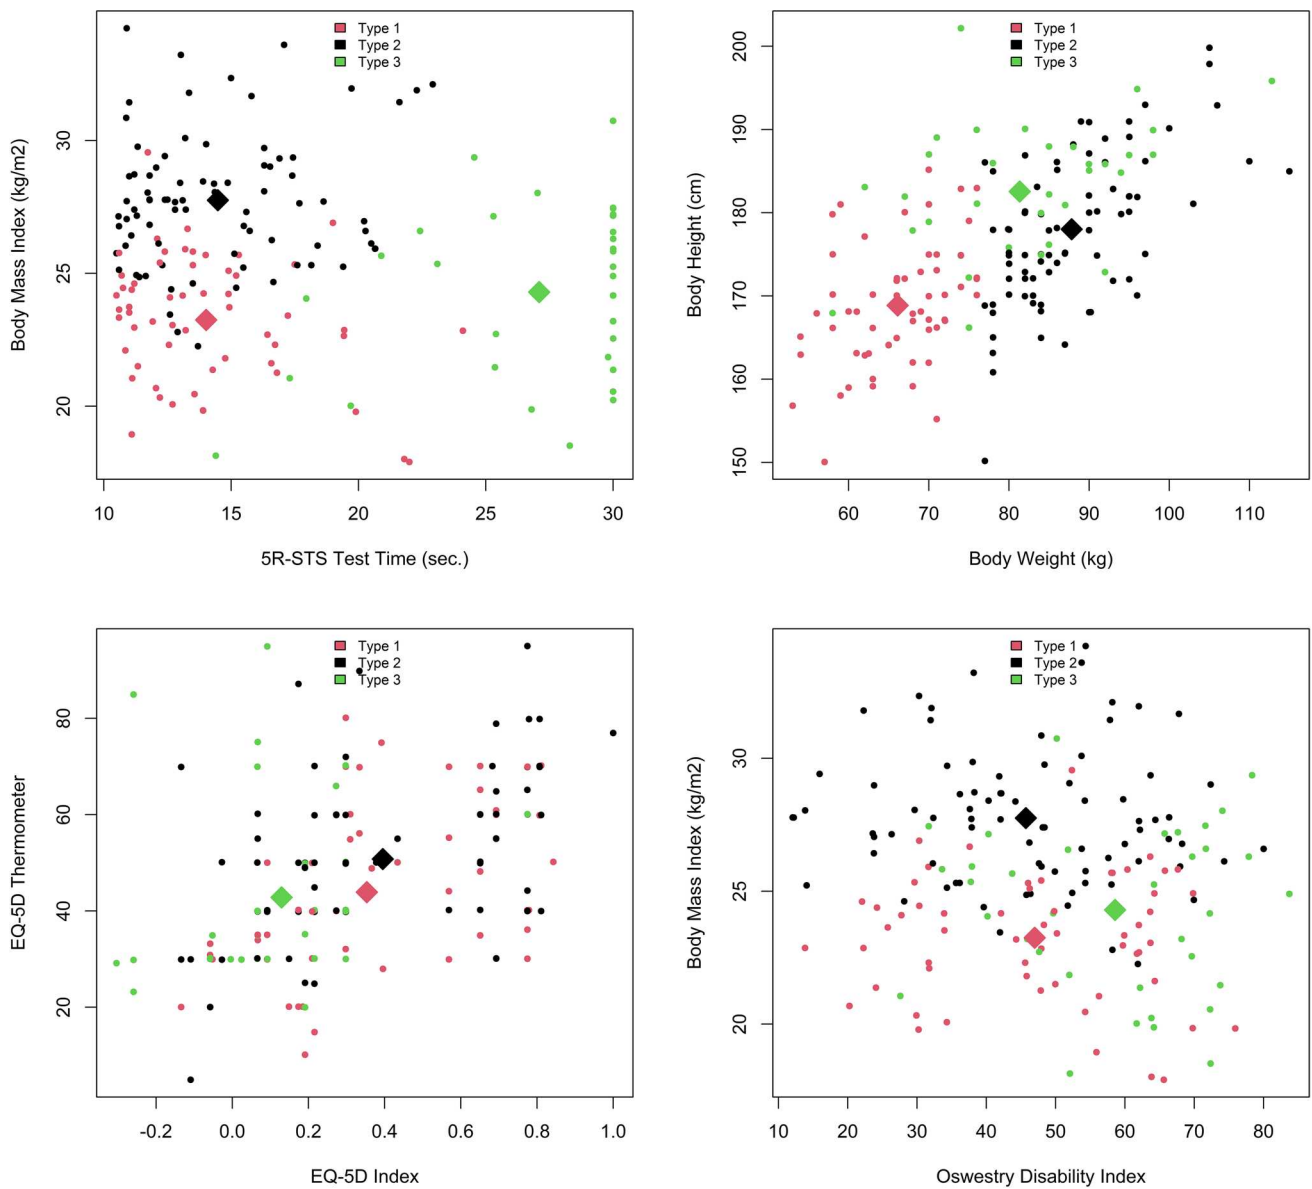 Type 1
Type 2
Type 3
Body Mass Index (kg/m2)
30
25
20
10 15 20 25 30
5R-STS Test Time (sec.)
Type 1
Type 2
Type 3
Body Height (cm)
200
190
180
170
160
150
60 70 80 90 100 110
Body Weight (kg)
Type 1
Type 2
Type 3
EQ-5D Thermometer
80
60
40
20
-0.2 0.0 0.2 0.4 0.6 0.8 1.0
EQ-5D Index
Type 1
Type 2
Type 3
Body Mass Index (kg/m2)
30
25
20
10 20 30 40 50 60 70 80
Oswestry Disability Index